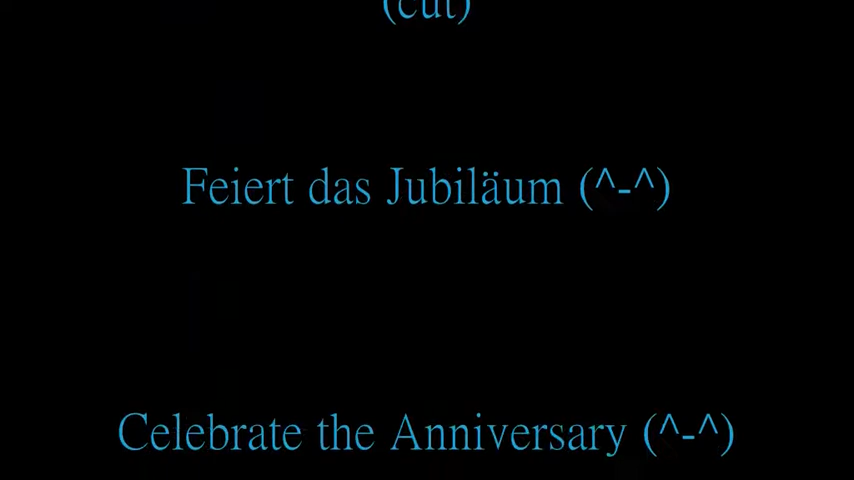 (cut)
Feiert das Jubiläum (^-^)
Celebrate the Anniversary (^-^)